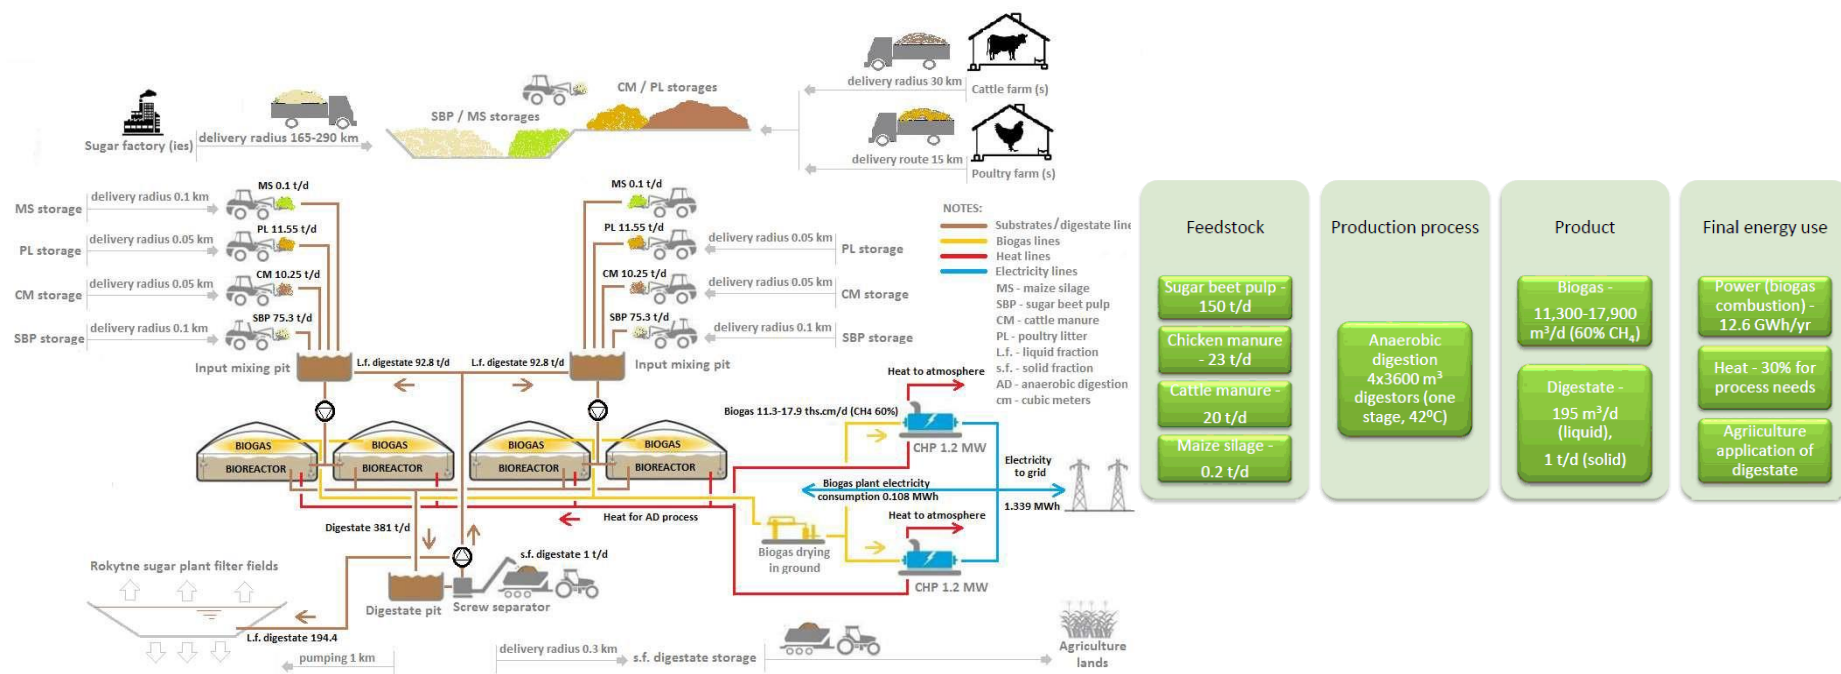 delivery radius 30 km
Cattle farm (s)
CM / PL storages
SBP / MS storages
Sugar factory (ies)
delivery radius 165-290 km
delivery route 15 km
Poultry farm (s)
MS storage
delivery radius 0.1 km
MS 0.1 t/d
PL storage
delivery radius 0.05 km
PL 11.55 t/d
CM storage
delivery radius 0.05 km
CM 10.25 t/d
SBP storage
delivery radius 0.1 km
SBP 75.3 t/d
MS 0.1 t/d
PL 11.55 t/d
delivery radius 0.05 km
PL storage
CM 10.25 t/d
delivery radius 0.05 km
CM storage
SBP 75.3 t/d
delivery radius 0.1 km
SBP storage
Input mixing pit
L.f. digestate 92.8 t/d
L.f. digestate 92.8 t/d
Input mixing pit
NOTES:
Substrates/digestate line
Biogas lines
Heat lines
Electricity lines
MS - maize silage
SBP - sugar beet pulp
CM - cattle manure
PL - poultry litter
L.f. - liquid fraction
s.f. - solid fraction
AD - anaerobic digestion
cm - cubic meters
BIOGAS
BIOREACTOR
BIOGAS
BIOREACTOR
BIOGAS
BIOREACTOR
BIOGAS
BIOREACTOR
Heat to atmosphere
Biogas 11.3-17.9 ths.cm/d (CH4 60%)
CHP 1.2 MW
Electricity
to grid
Biogas plant electricity
consumption 0.108 MWh
1.339 MWh
Heat to atmosphere
Heat for AD process
Biogas drying
in ground
CHP 1.2 MW
Digestate 381 t/d
s.f. digestate 1 t/d
Digestate pit
Screw separator
Rokytne sugar plant filter fields
L.f. digestate 194.4
pumping 1 km
delivery radius 0.3 km
s.f. digestate storage
Agriculture
lands
Feedstock
Sugar beet pulp -
150 t/d
Chicken manure
- 23 t/d
Cattle manure -
20 t/d
Maize silage -
0.2 t/d
Production process
Anaerobic
digestion
4x3600 m³
digestors (one
stage, 42⁰C)
Product
Biogas -
11,300-17,900
m³/d (60% CH₄)
Digestate -
195 m³/d
(liquid),
1 t/d (solid)
Final energy use
Power (biogas
combustion) -
12.6 GWh/yr
Heat - 30% for
process needs
Agriiculture
application of
digestate